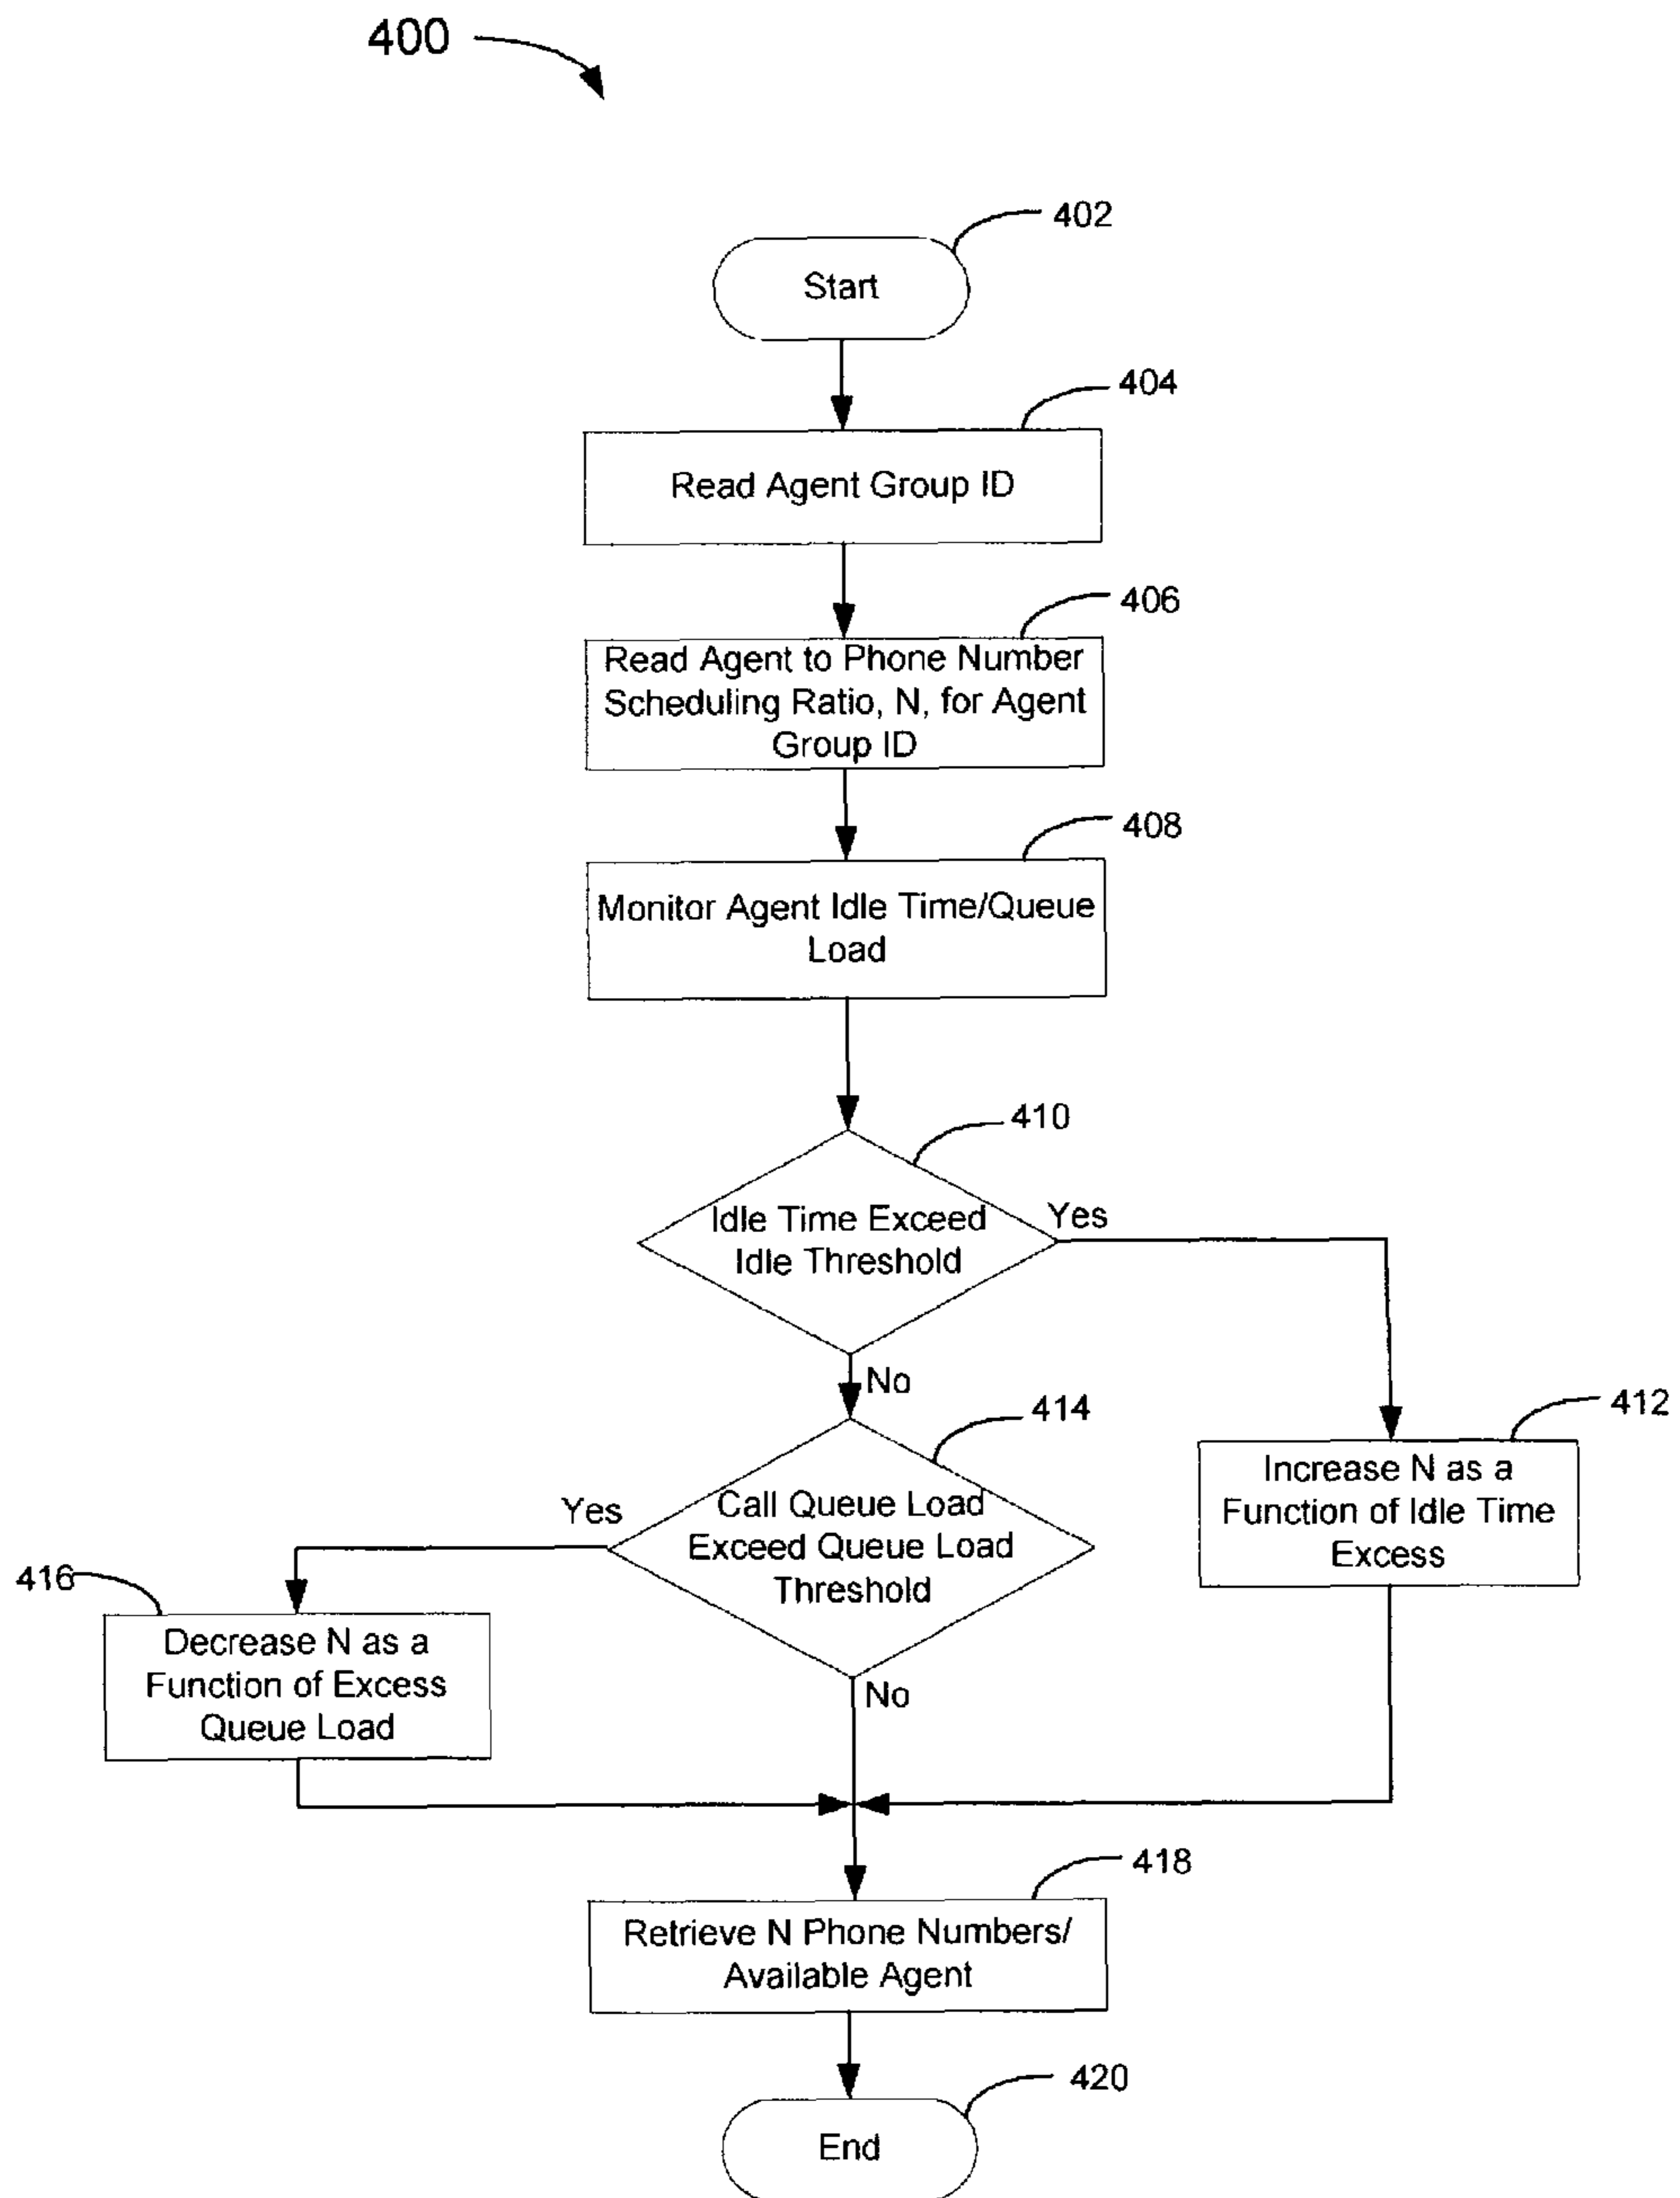 400
402
Start
404
Read Agent Group ID
406
Read Agent to Phone Number
Scheduling Ratio, N, for Agent
Group ID
408
Monitor Agent Idle Time/Queue
Load
410
Idle Time Exceed
Idle Threshold
Yes
No
412
Increase N as a
Function of Idle Time
Excess
414
Call Queue Load
Exceed Queue Load
Threshold
Yes
No
416
Decrease N as a
Function of Excess
Queue Load
418
Retrieve N Phone Numbers/
Available Agent
420
End